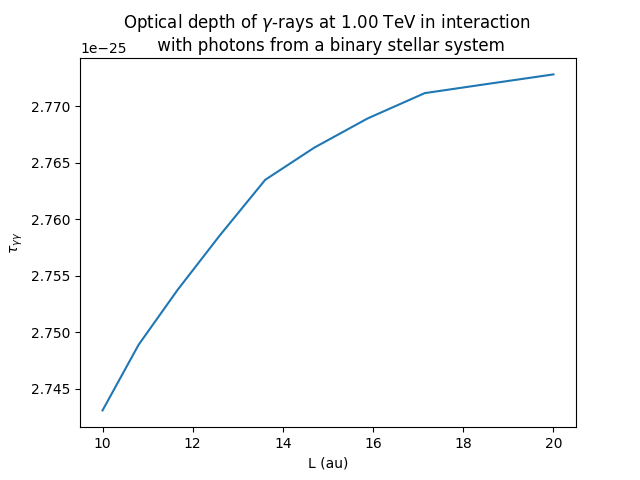 Optical depth of γ-rays at 1.00 TeV in interaction
with photons from a binary stellar system
1e−25
2.770
2.765
2.760
2.755
2.750
2.745
τγγ
10 12 14 16 18 20
L (au)